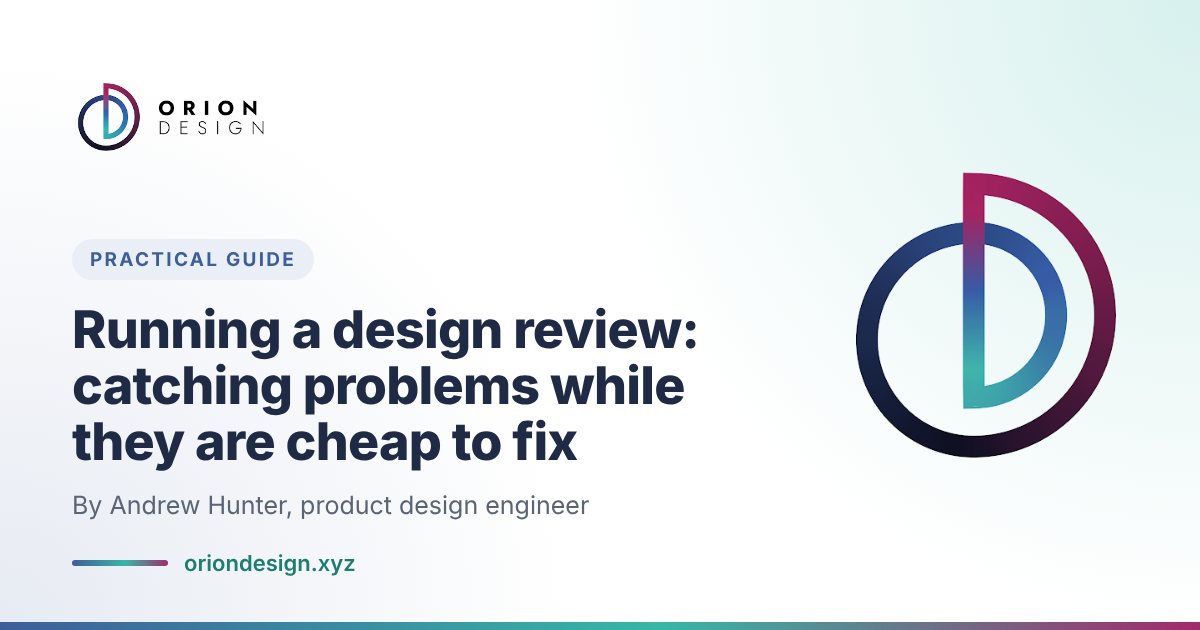 ORION
DESIGN
PRACTICAL GUIDE
Running a design review:
catching problems while
they are cheap to fix
By Andrew Hunter, product design engineer
oriondesign.xyz